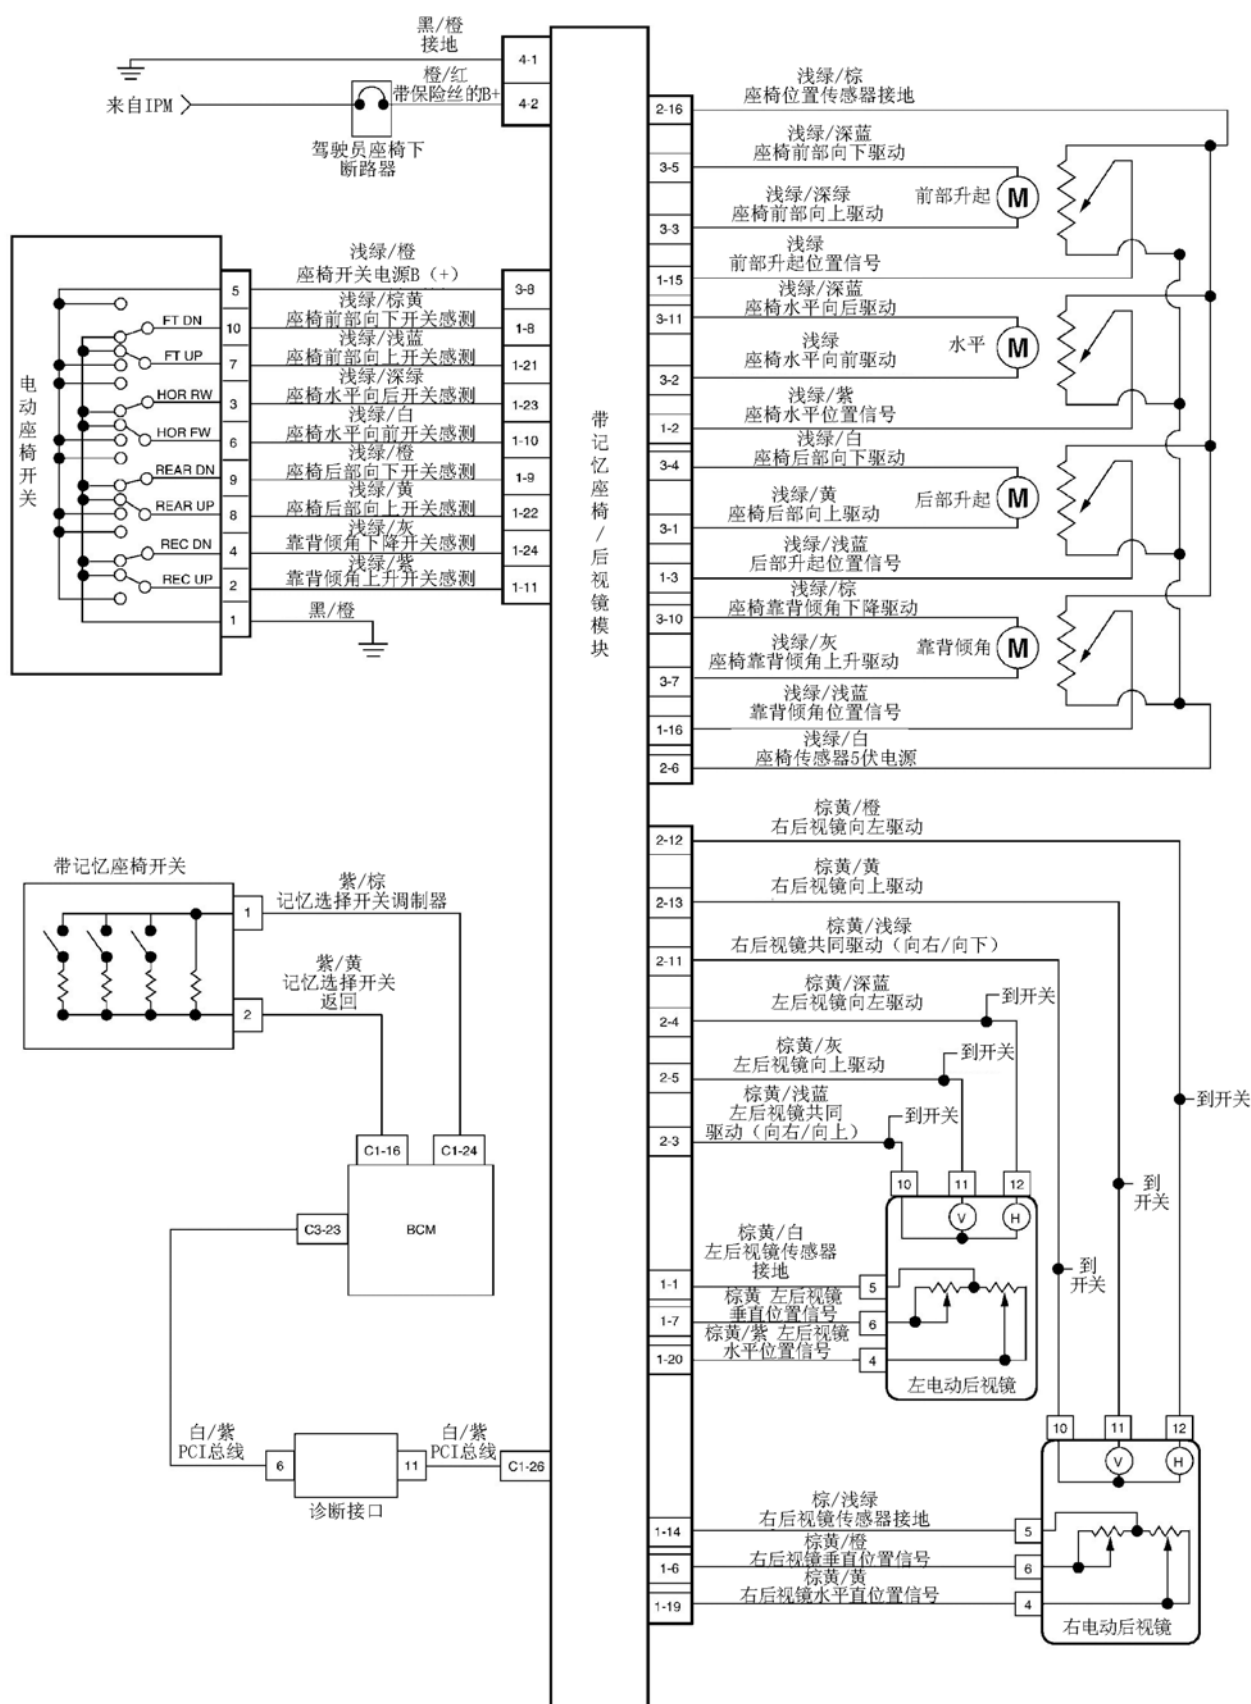 黑/橙
接地
4-1
橙/红
带保险丝的B+
4-2
来自IPM
驾驶员座椅下
断路器
电动座椅开关
浅绿/橙
座椅开关电源B（+）
5
3-8
浅绿/棕黄
FT DN
10
座椅前部向下开关感测
1-8
浅绿/浅蓝
FT UP
7
座椅前部向上开关感测
1-21
浅绿/深绿
HOR RW
3
座椅水平向后开关感测
1-23
浅绿/白
HOR FW
6
座椅水平向前开关感测
1-10
浅绿/橙
REAR DN
9
座椅后部向下开关感测
1-9
浅绿/黄
REAR UP
8
座椅后部向上开关感测
1-22
浅绿/灰
REC DN
4
靠背倾角下降开关感测
1-24
浅绿/紫
REC UP
2
靠背倾角上升开关感测
1-11
1
黑/橙
带记忆座椅/后视镜模块
浅绿/棕
座椅位置传感器接地
2-16
浅绿/深蓝
座椅前部向下驱动
3-5
前部升起
M
浅绿/深绿
座椅前部向上驱动
3-3
浅绿
前部升起位置信号
1-15
浅绿/深蓝
座椅水平向后驱动
3-11
水平
M
浅绿
座椅水平向前驱动
3-2
浅绿/紫
座椅水平位置信号
1-2
浅绿/白
座椅后部向下驱动
3-4
后部升起
M
浅绿/黄
座椅后部向上驱动
3-1
浅绿/浅蓝
后部升起位置信号
1-3
浅绿/棕
座椅靠背倾角下降驱动
3-10
靠背倾角
M
浅绿/灰
座椅靠背倾角上升驱动
3-7
浅绿/浅蓝
靠背倾角位置信号
1-16
浅绿/白
座椅传感器5伏电源
2-6
带记忆座椅开关
紫/棕
记忆选择开关调制器
1
紫/黄
记忆选择开关
返回
2
C1-16
C1-24
C3-23
BCM
白/紫
PCI总线
6
11
白/紫
PCI总线
C1-26
诊断接口
棕黄/橙
右后视镜向左驱动
2-12
棕黄/黄
右后视镜向上驱动
2-13
棕黄/浅绿
右后视镜共同驱动（向右/向下）
2-11
棕黄/深蓝
左后视镜向左驱动
2-4
到开关
棕黄/灰
左后视镜向上驱动
2-5
到开关
棕黄/浅蓝
左后视镜共同
驱动（向右/向上）
2-3
到开关
到开关
到
开关
到
开关
10
11
12
V
H
棕黄/白
左后视镜传感器
接地
1-1
5
棕黄 左后视镜
垂直位置信号
1-7
6
棕黄/紫 左后视镜
水平位置信号
1-20
4
左电动后视镜
10
11
12
V
H
棕/浅绿
右后视镜传感器接地
1-14
5
棕黄/橙
右后视镜垂直位置信号
1-6
6
棕黄/黄
右后视镜水平直位置信号
1-19
4
右电动后视镜